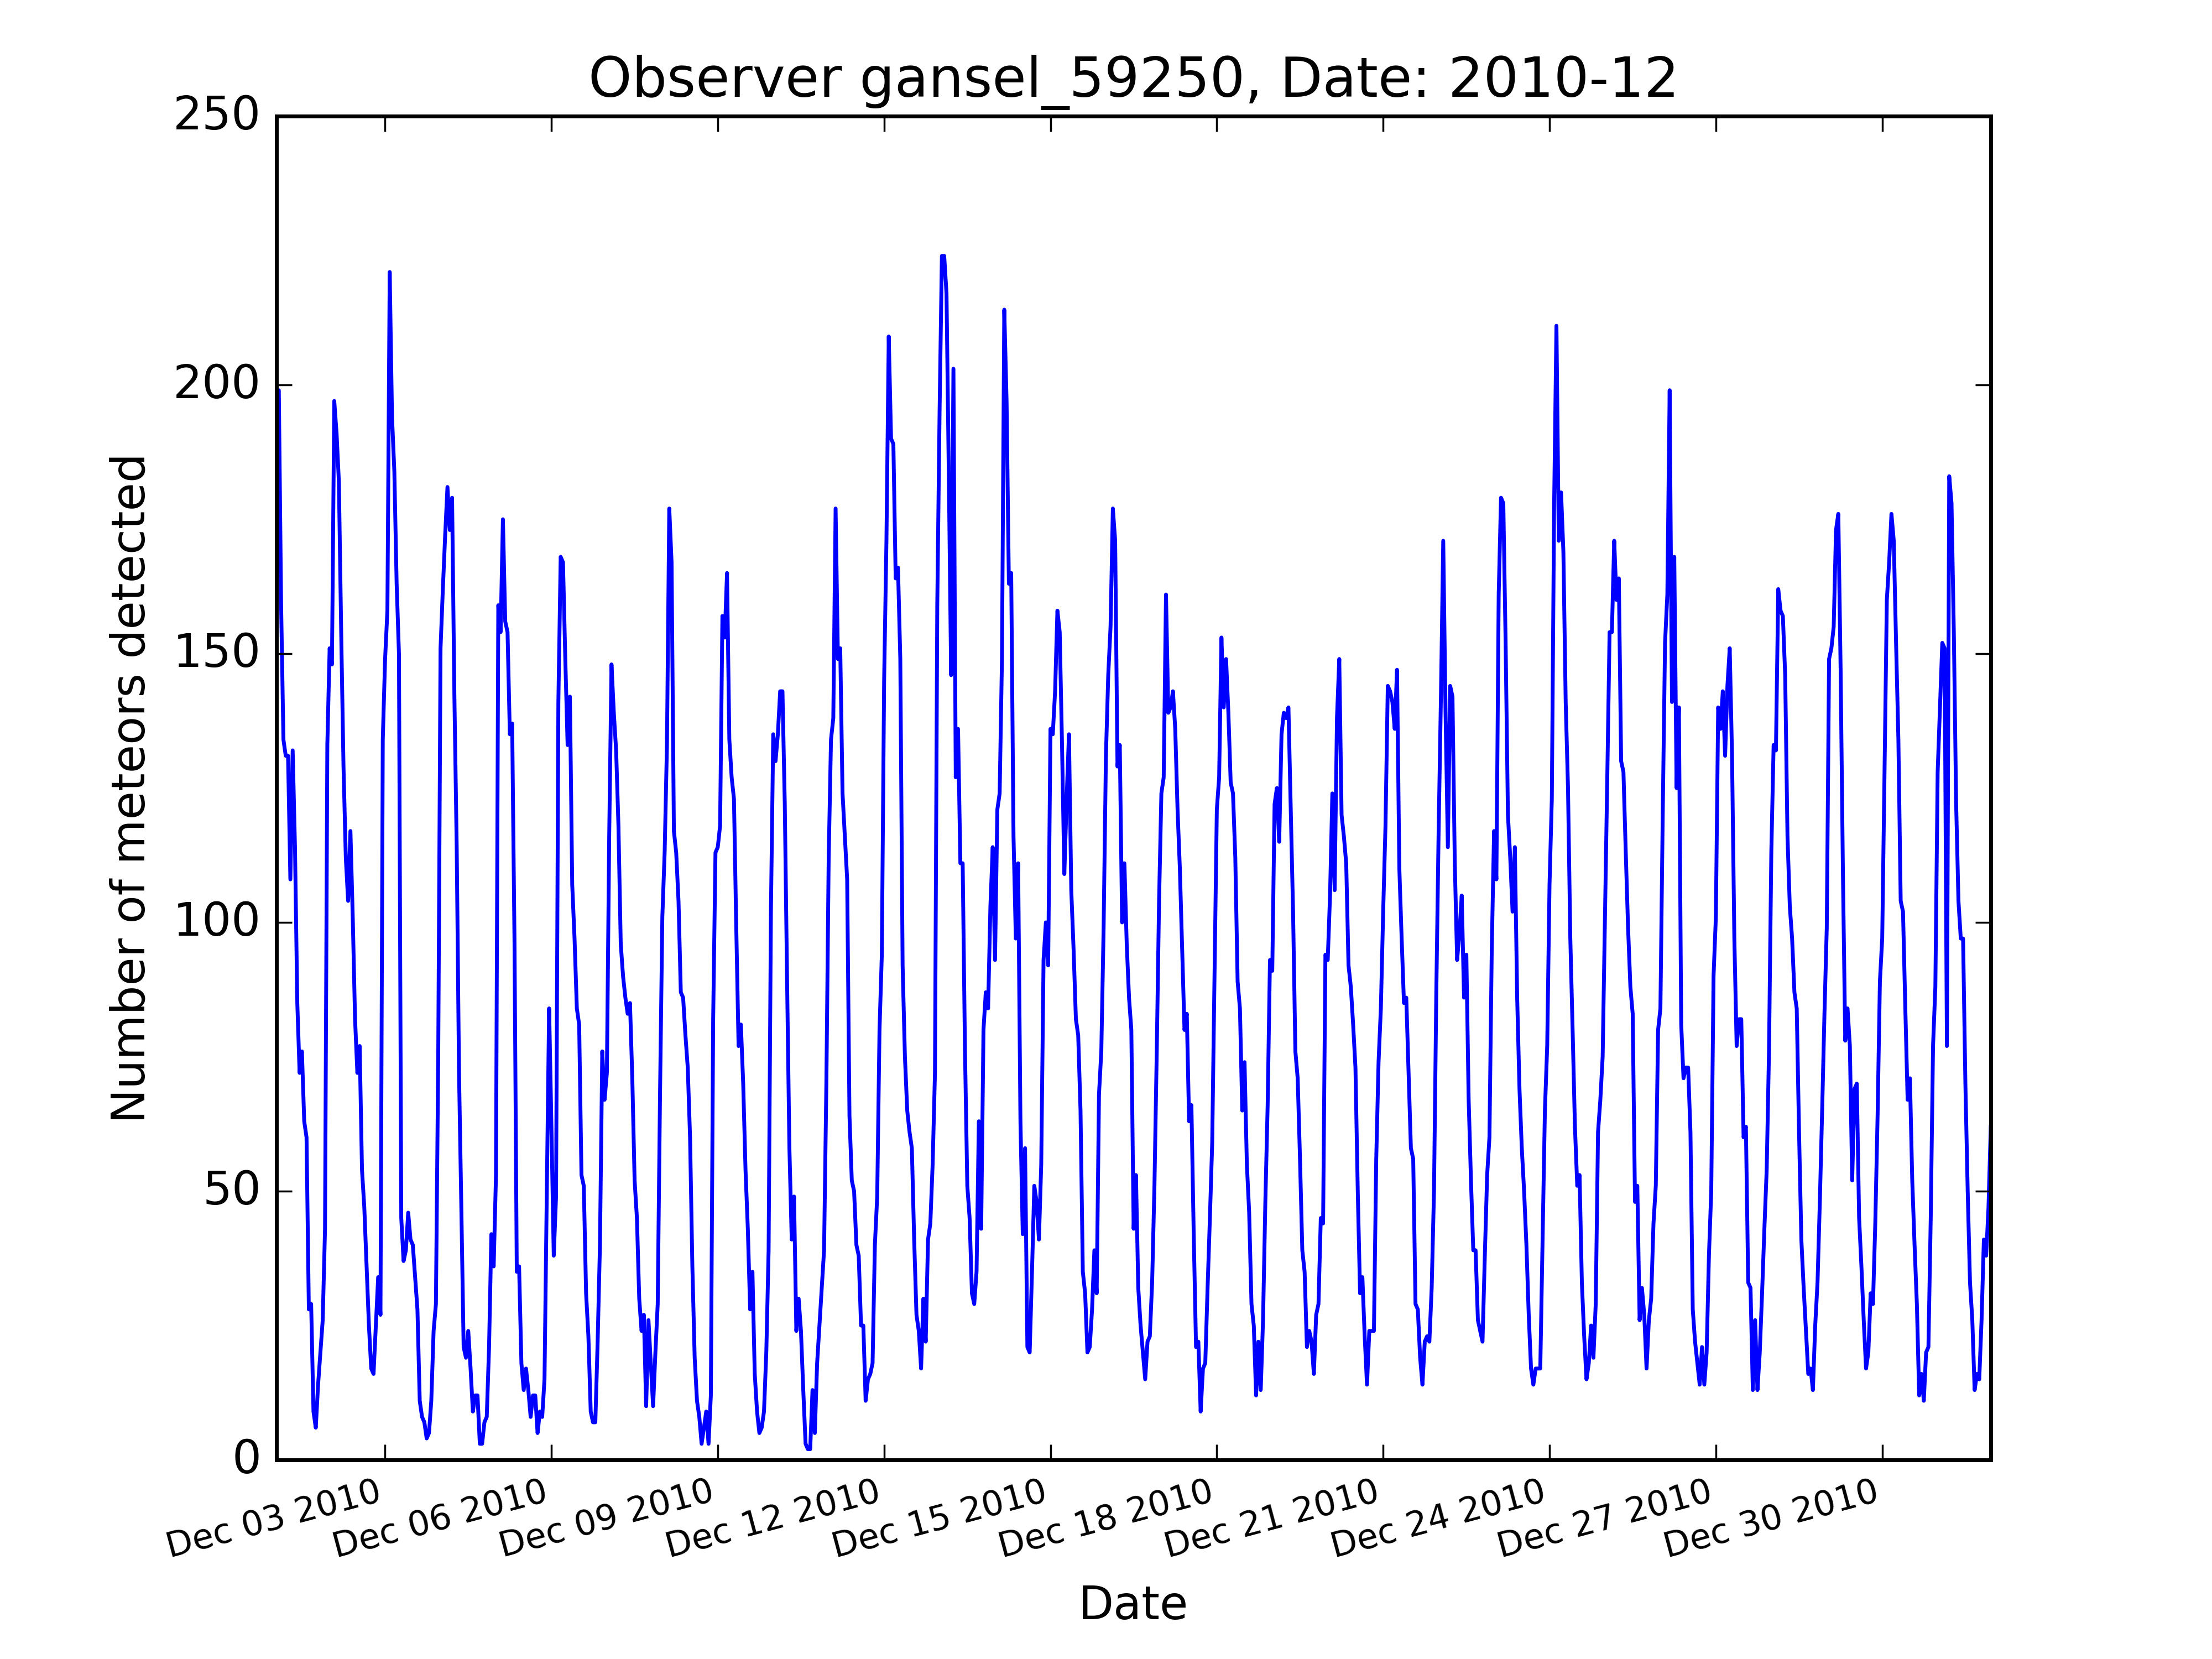 Observer gansel_59250, Date: 2010-12
250
200
150
100
50
0
Number of meteors detected
Dec 03 2010
Dec 06 2010
Dec 09 2010
Dec 12 2010
Dec 15 2010
Dec 18 2010
Dec 21 2010
Dec 24 2010
Dec 27 2010
Dec 30 2010
Date